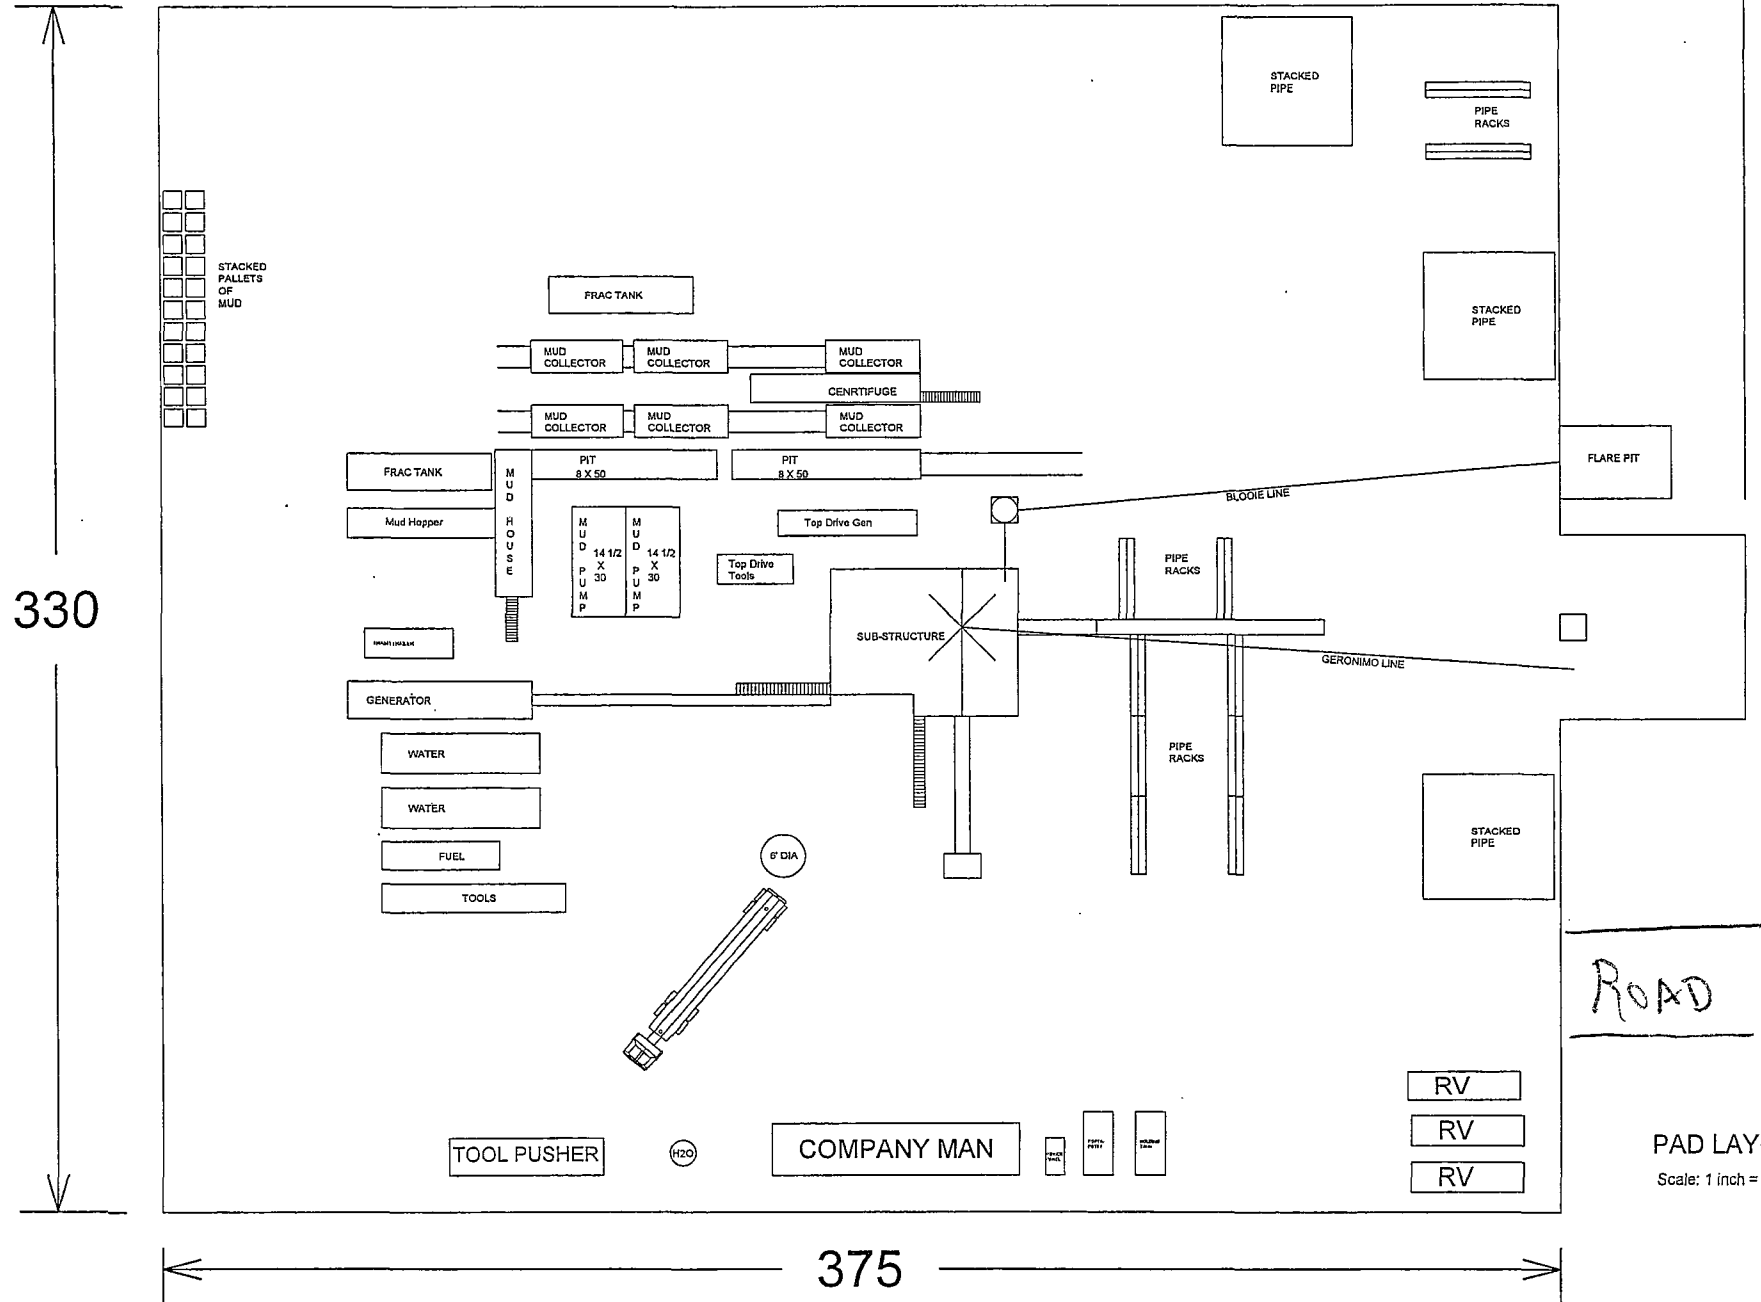 STACKED
PIPE
PIPE
RACKS
STACKED
PALLETS
OF
MUD
FRAC TANK
STACKED
PIPE
MUD
COLLECTOR
MUD
COLLECTOR
MUD
COLLECTOR
CENRTIFUGE
MUD
COLLECTOR
MUD
COLLECTOR
MUD
COLLECTOR
FRAC TANK
MUD HOUSE
PIT
8 X 50
PIT
8 X 50
FLARE PIT
BLOOIE LINE
Mud Hopper
MUD PUMP
14 1/2
X
30
MUD PUMP
14 1/2
X
30
Top Drive Gen
Top Drive
Tools
PIPE
RACKS
330
SUB-STRUCTURE
GERONIMO LINE
GENERATOR
WATER
PIPE
RACKS
WATER
FUEL
6' DIA
STACKED
PIPE
TOOLS
ROAD
RV
TOOL PUSHER
H2O
COMPANY MAN
RV
RV
PAD LAY
Scale: 1 inch =
375